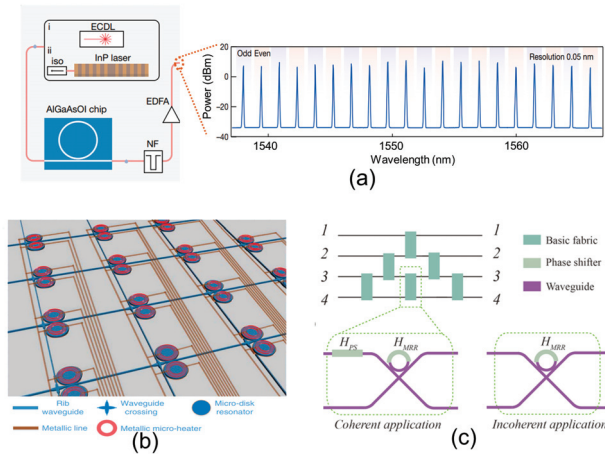 i
ECDL
ii
iso
InP laser
AlGaAsOI chip
EDFA
NF
Odd Even
Resolution 0.05 nm
Power (dBm)
20
0
-20
-40
1540
1550
1560
Wavelength (nm)
(a)
Rib waveguide
Waveguide crossing
Micro-disk resonator
Metallic line
Metallic micro-heater
(b)
1
1
2
2
3
3
4
4
Basic fabric
Phase shifter
Waveguide
H_PS
H_MRR
H_MRR
Coherent application
Incoherent application
(c)